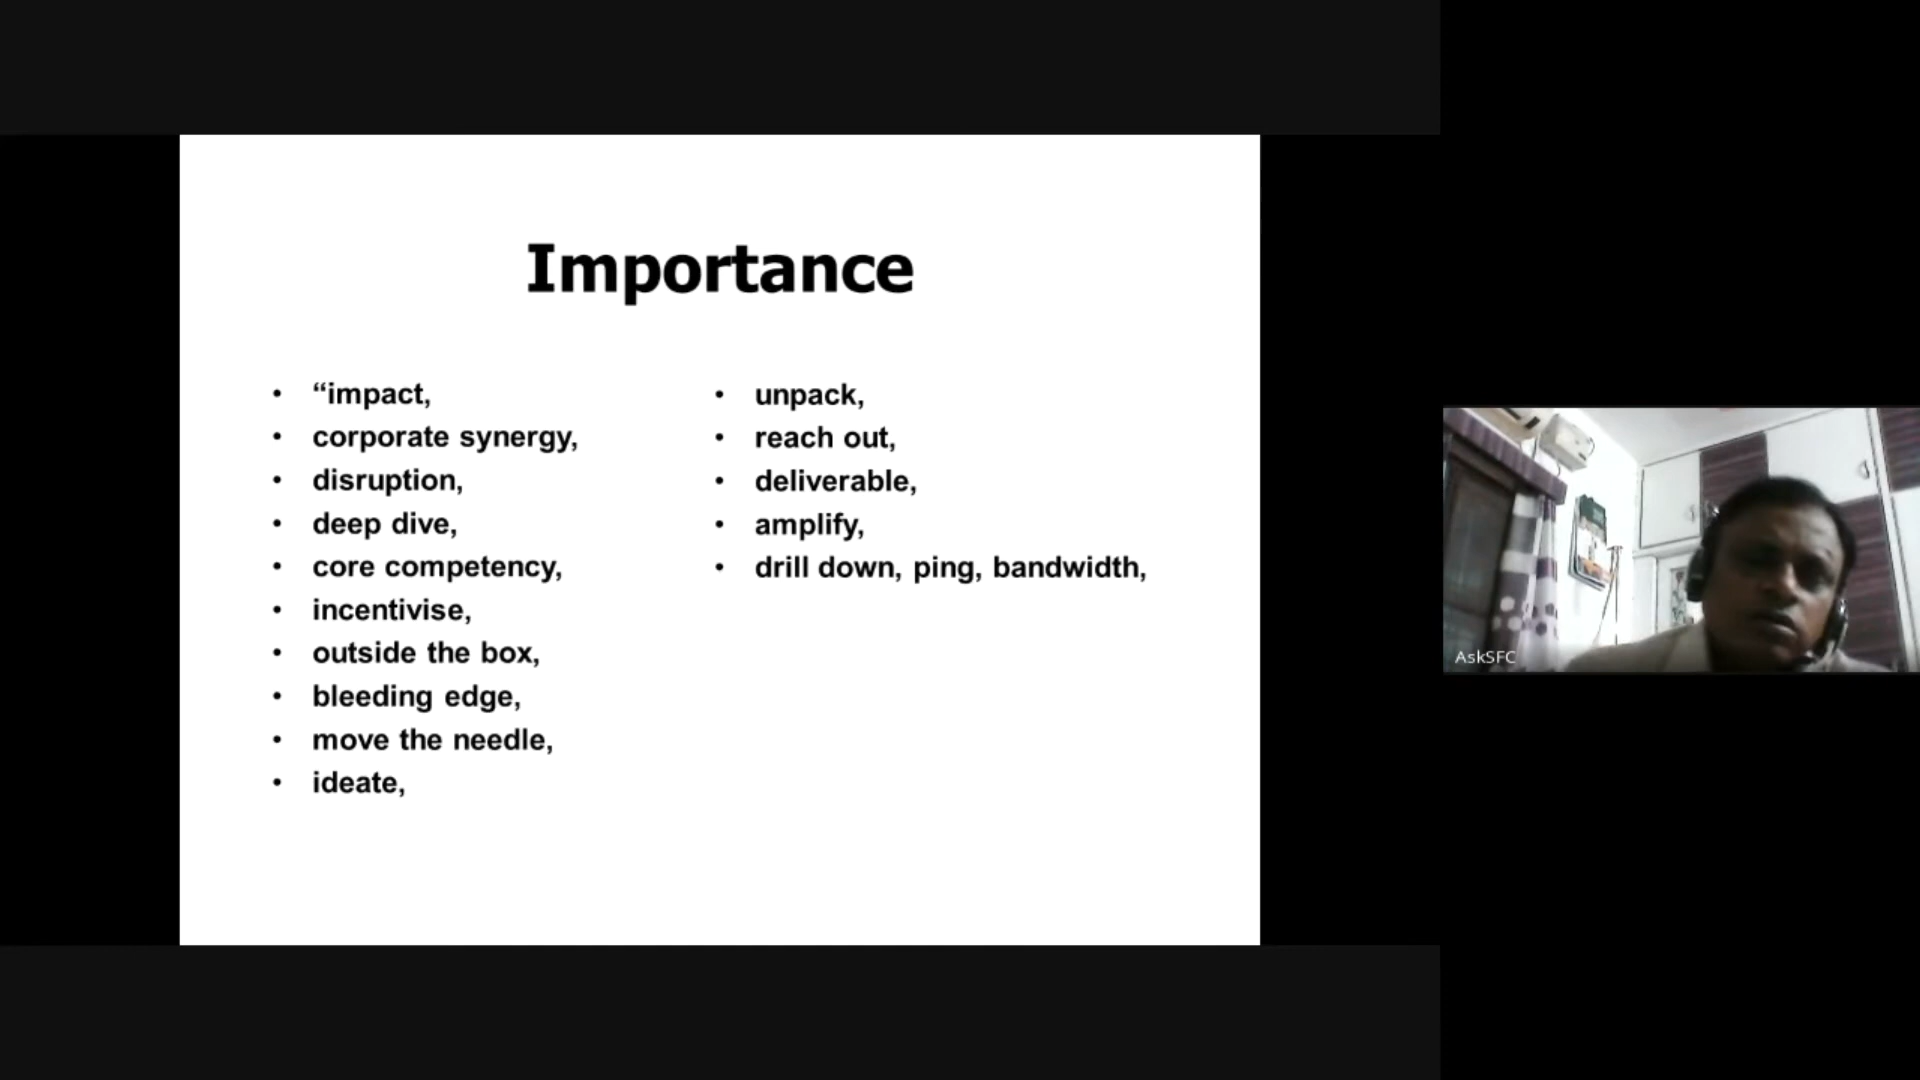 Importance
• “impact,
• corporate synergy,
• disruption,
• deep dive,
• core competency,
• incentivise,
• outside the box,
• bleeding edge,
• move the needle,
• ideate,
• unpack,
• reach out,
• deliverable,
• amplify,
• drill down, ping, bandwidth,
AskSFC